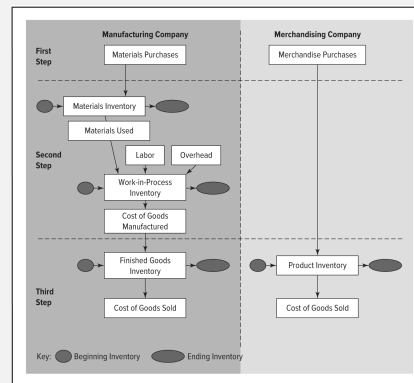 Manufacturing Company
Merchandising Company
First
Step
Materials Purchases
Merchandise Purchases
Materials Inventory
Materials Used
Second
Step
Labor
Overhead
Work-in-Process
Inventory
Cost of Goods
Manufactured
Finished Goods
Inventory
Product Inventory
Third
Step
Cost of Goods Sold
Cost of Goods Sold
Key: Beginning Inventory Ending Inventory